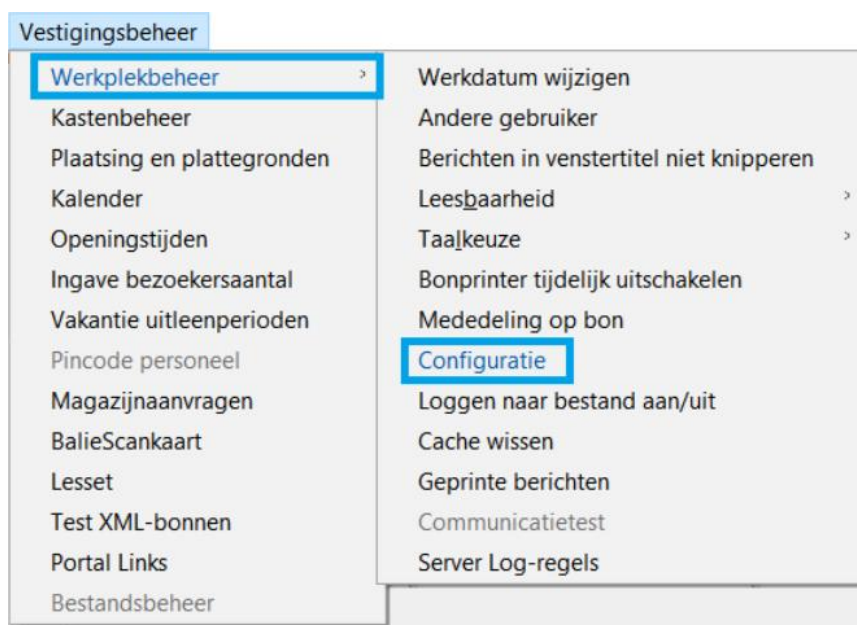 Vestigingsbeheer
Werkplekbeheer
Kastenbeheer
Plaatsing en plattegronden
Kalender
Openingstijden
Ingave bezoekersaantal
Vakantie uitleenperioden
Pincode personeel
Magazijnaanvragen
BalieScankaart
Lesset
Test XML-bonnen
Portal Links
Bestandsbeheer
Werkdatum wijzigen
Andere gebruiker
Berichten in venstertitel niet knipperen
Leesbaarheid
Taalkeuze
Bonprinter tijdelijk uitschakelen
Mededeling op bon
Configuratie
Loggen naar bestand aan/uit
Cache wissen
Geprinte berichten
Communicatietest
Server Log-regels